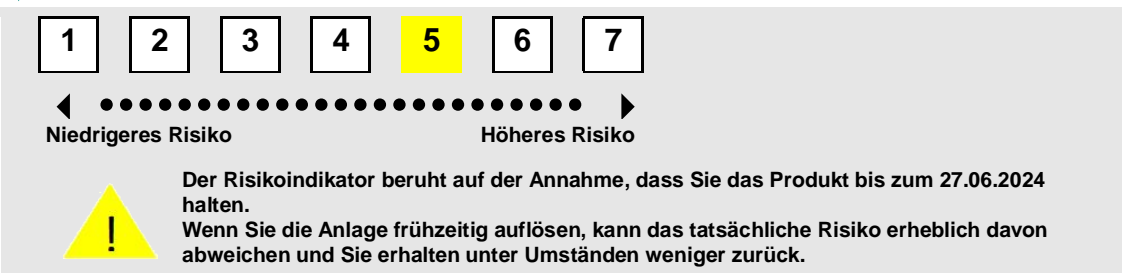 1 2 3 4 5 6 7
Niedrigeres Risiko Höheres Risiko
Der Risikoindikator beruht auf der Annahme, dass Sie das Produkt bis zum 27.06.2024
halten.
! Wenn Sie die Anlage frühzeitig auflösen, kann das tatsächliche Risiko erheblich davon
abweichen und Sie erhalten unter Umständen weniger zurück.